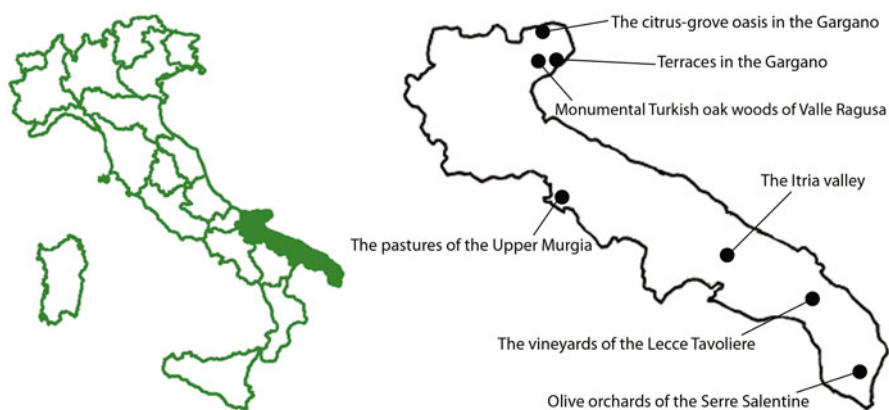 The citrus-grove oasis in the Gargano
Terraces in the Gargano
Monumental Turkish oak woods of Valle Ragusa
The Itria valley
The pastures of the Upper Murgia
The vineyards of the Lecce Tavoliere
Olive orchards of the Serre Salentine